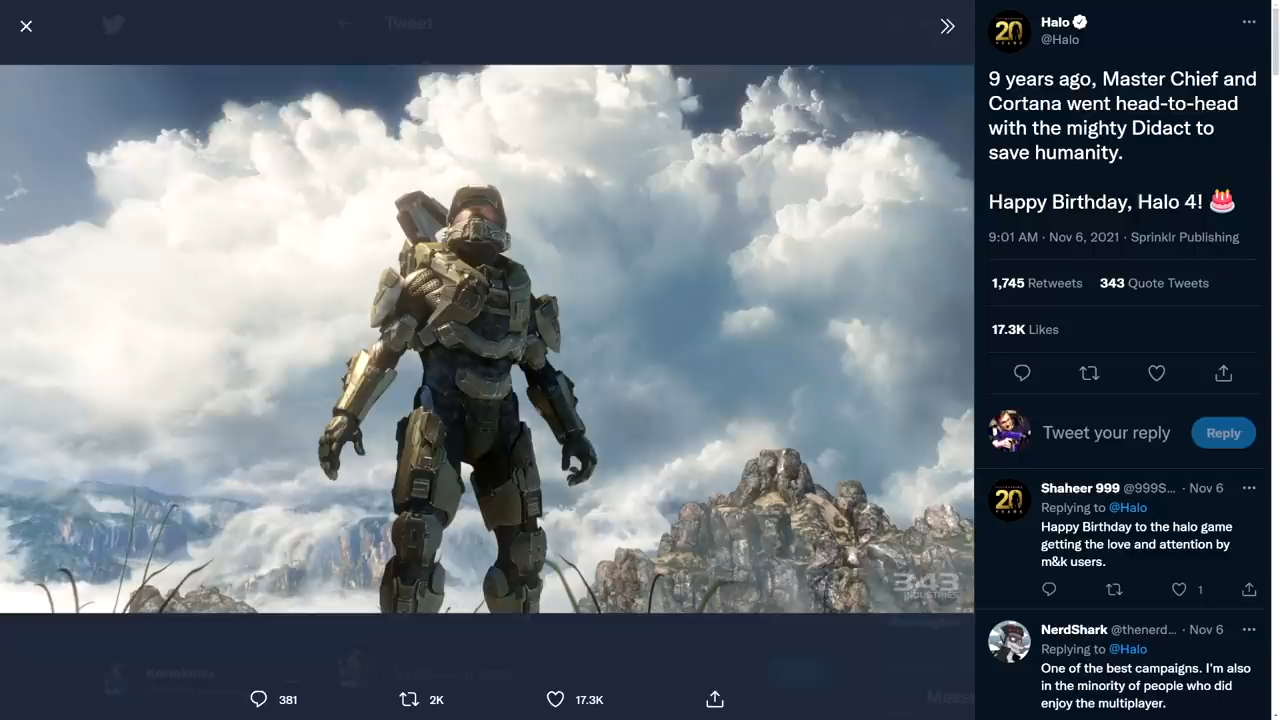 Tweet
Halo
@Halo
9 years ago, Master Chief and
Cortana went head-to-head
with the mighty Didact to
save humanity.
Happy Birthday, Halo 4! 🎂
9:01 AM · Nov 6, 2021 · Sprinklr Publishing
1,745 Retweets 343 Quote Tweets
17.3K Likes
Tweet your reply
Reply
Shaheer 999 @999S... · Nov 6
Replying to @Halo
Happy Birthday to the halo game
getting the love and attention by
m&k users.
1
NerdShark @thenerd... · Nov 6
Replying to @Halo
One of the best campaigns. I'm also
in the minority of people who did
enjoy the multiplayer.
343
INDUSTRIES
381
2K
17.3K
20
20